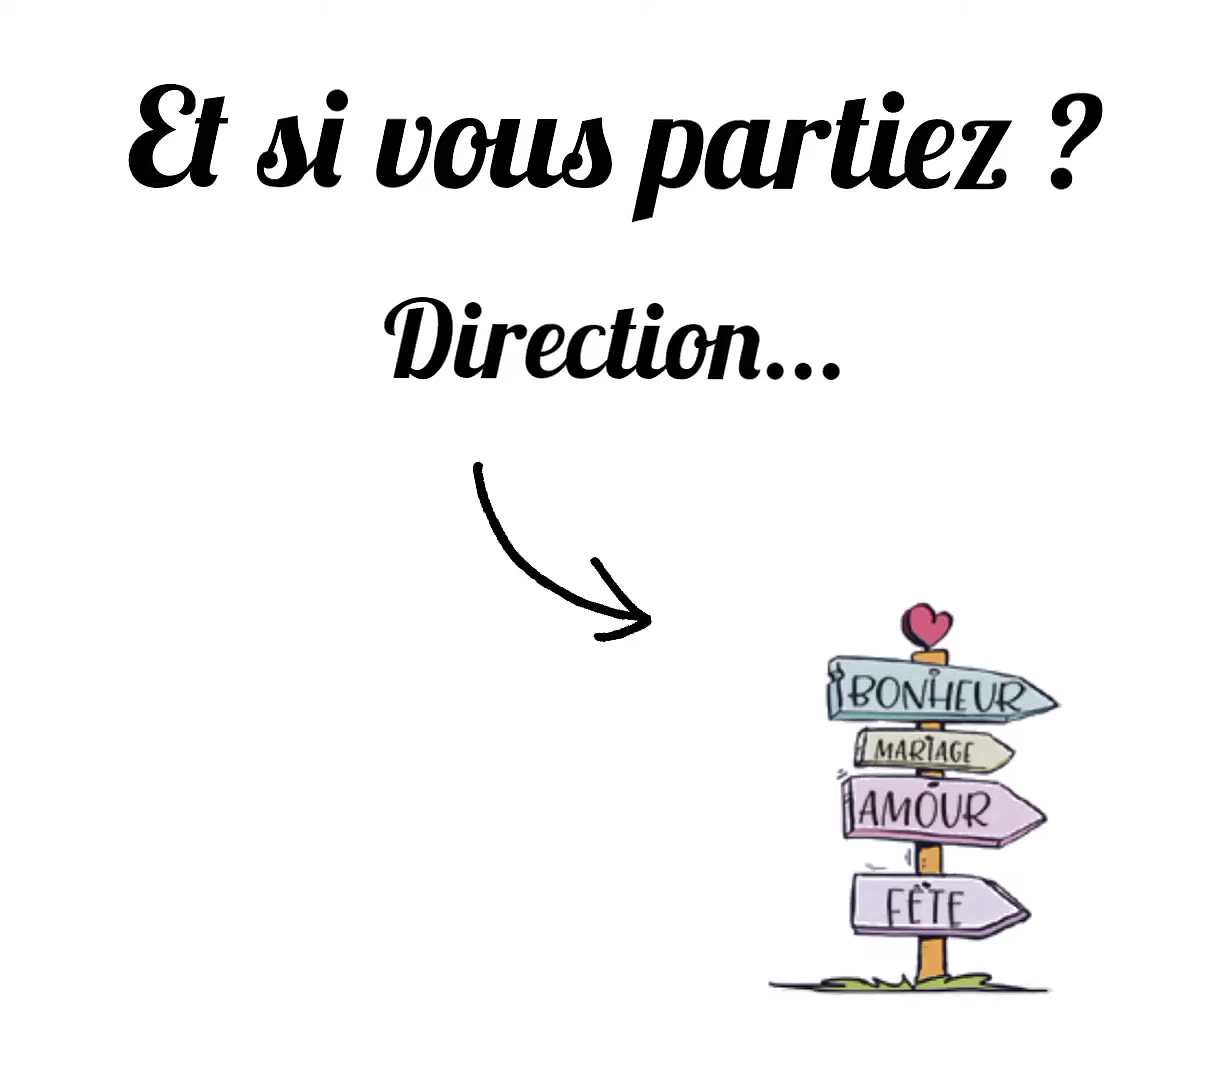 Et si vous partiez ?
Direction...
BONHEUR
MARIAGE
AMOUR
FÊTE